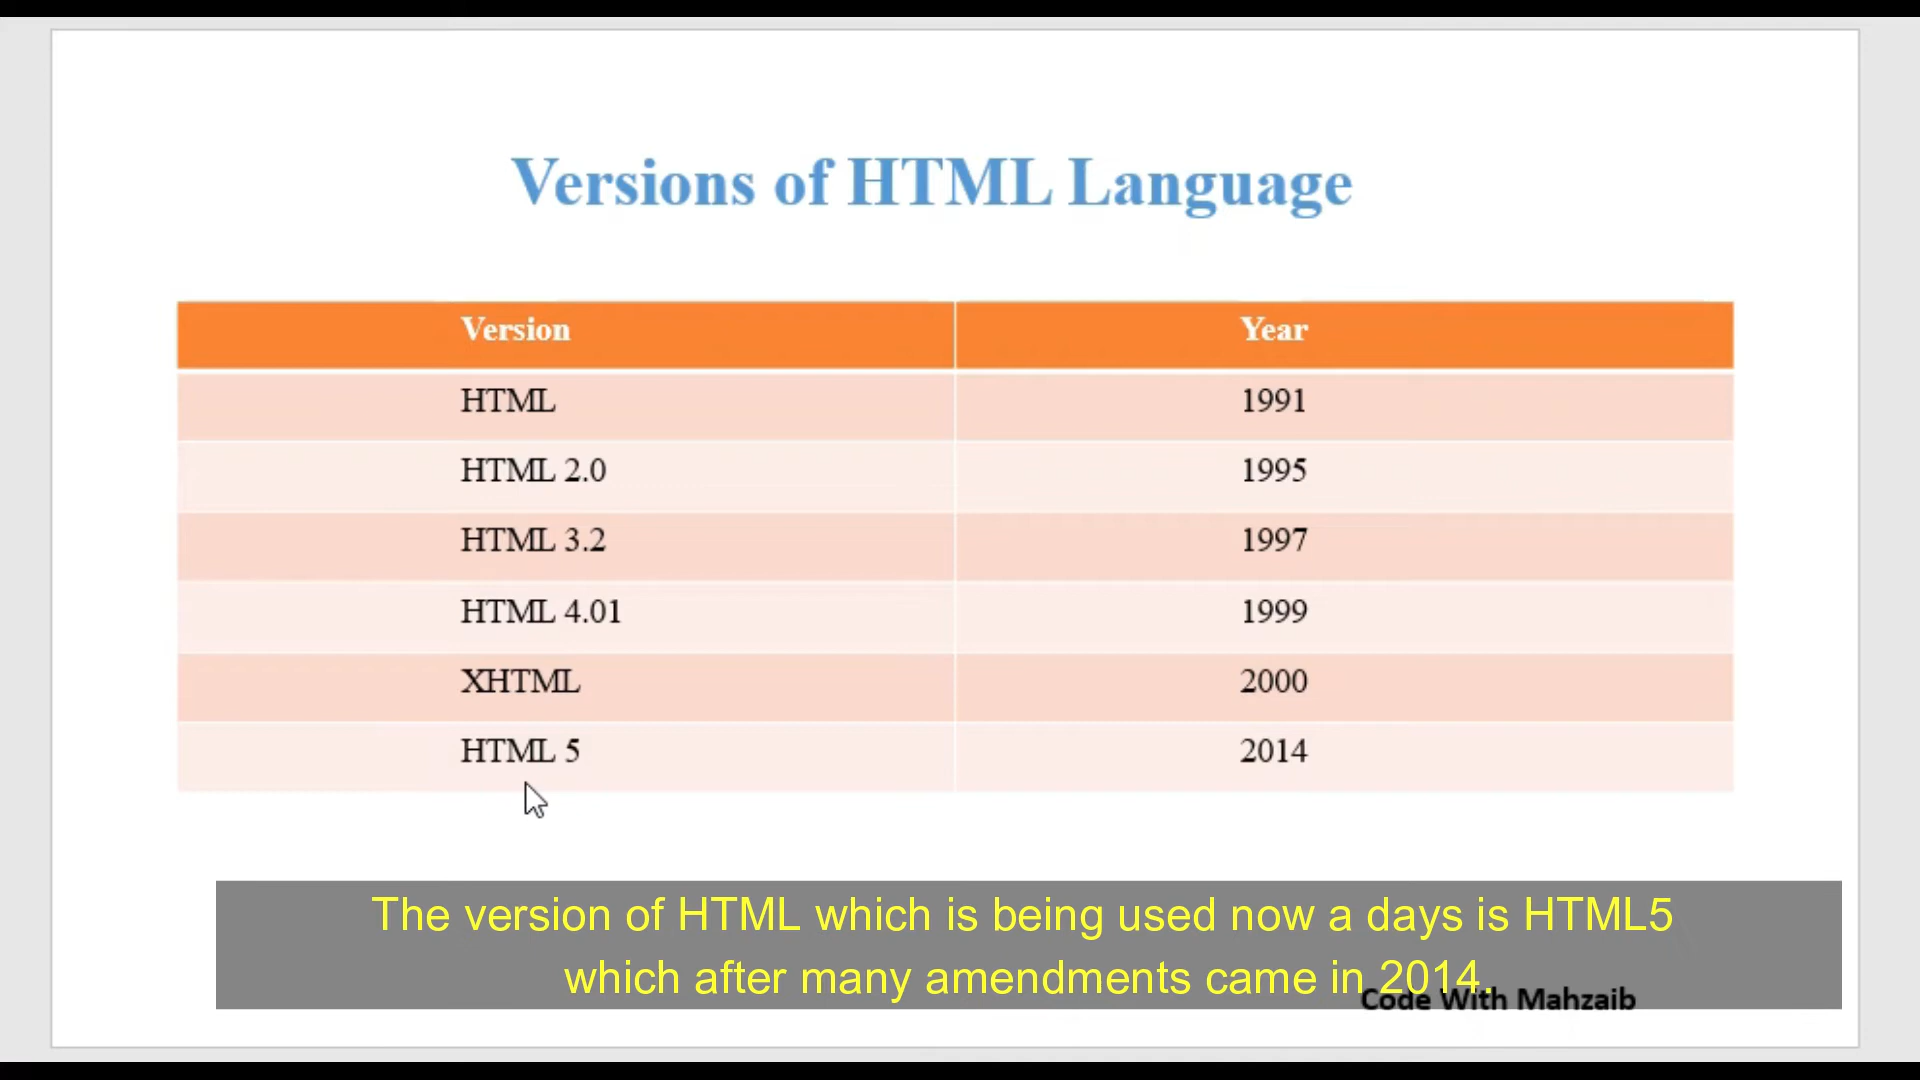 Versions of HTML Language
Version Year
HTML 1991
HTML 2.0 1995
HTML 3.2 1997
HTML 4.01 1999
XHTML 2000
HTML 5 2014
The version of HTML which is being used now a days is HTML5
which after many amendments came in 2014.
Code With Mahzaib